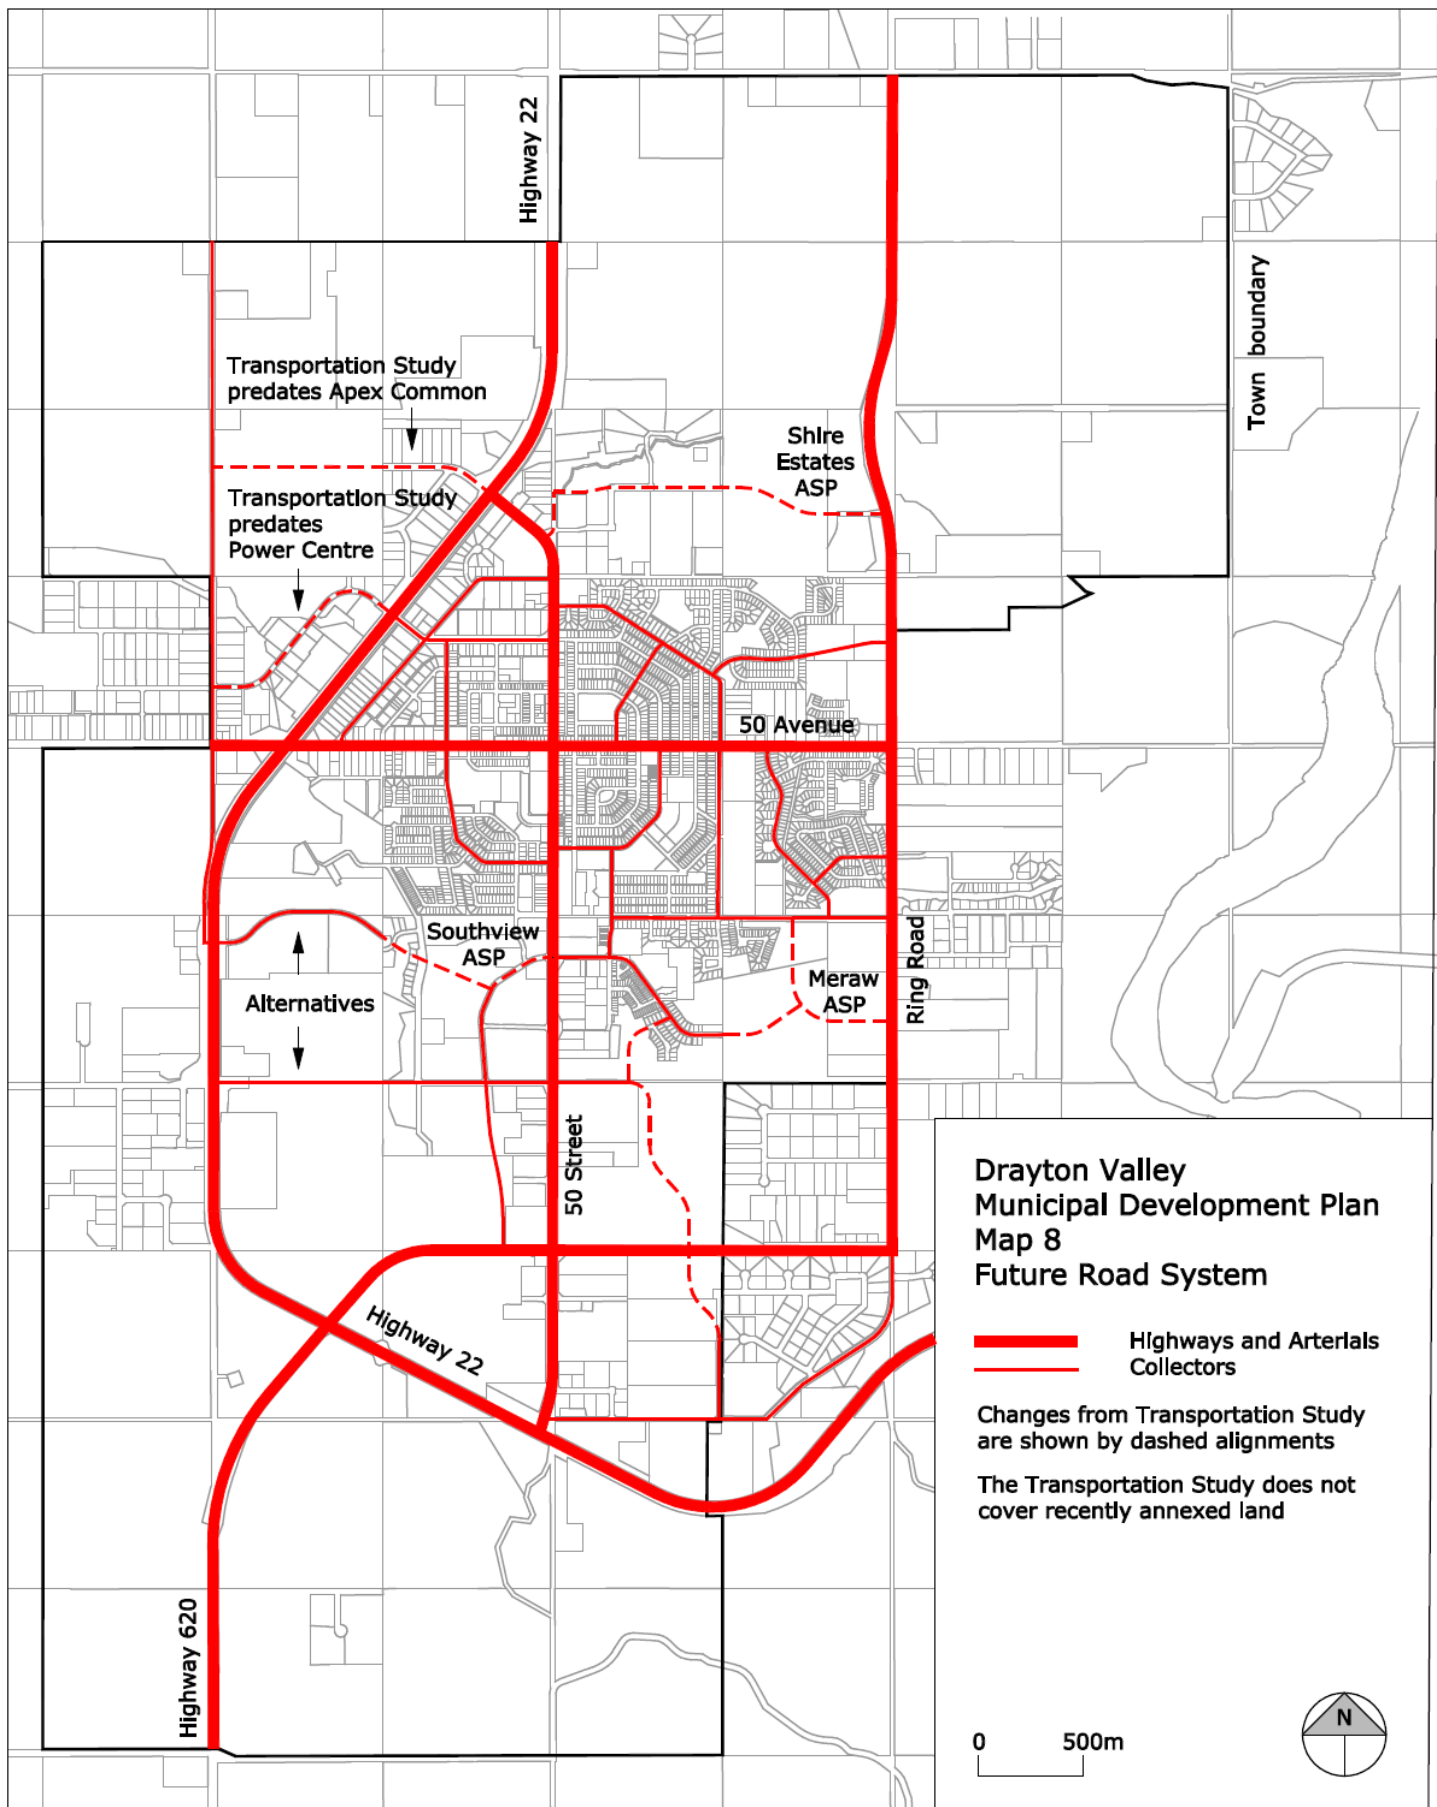 Highway 22
Town boundary
Transportation Study
predates Apex Common
Shire
Estates
ASP
Transportation Study
predates
Power Centre
50 Avenue
Southview
ASP
Ring Road
Meraw
ASP
Alternatives
50 Street
Highway 22
Highway 620
Drayton Valley
Municipal Development Plan
Map 8
Future Road System
Highways and Arterials
Collectors
Changes from Transportation Study
are shown by dashed alignments
The Transportation Study does not
cover recently annexed land
N
0 500m